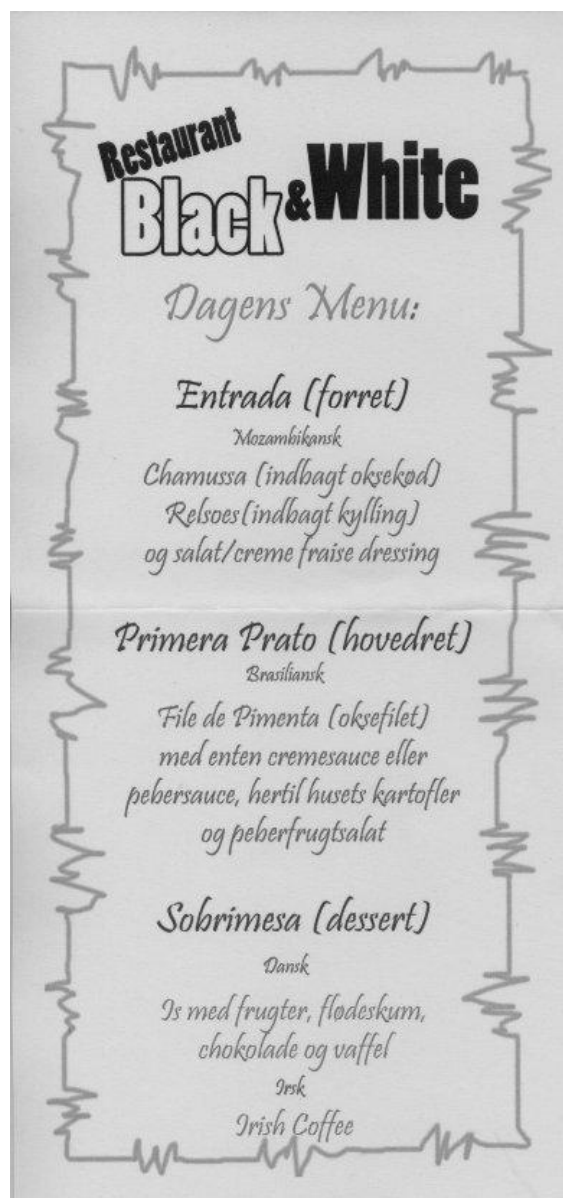 Restaurant
Black & White
Dagens Menu:
Entrada (forret)
Mozambikansk
Chamussa (indbagt oksekød)
Relsoes (indbagt kylling)
og salat/creme fraise dressing
Primera Prato (hovedret)
Brasiliansk
File de Pimenta (oksefilet)
med enten cremesauce eller
pebersauce, hertil husets kartofler
og peberfrugtsalat
Sobrimesa (dessert)
Dansk
Is med frugter, flødeskum,
chokolade og vaffel
Irsk
Irish Coffee